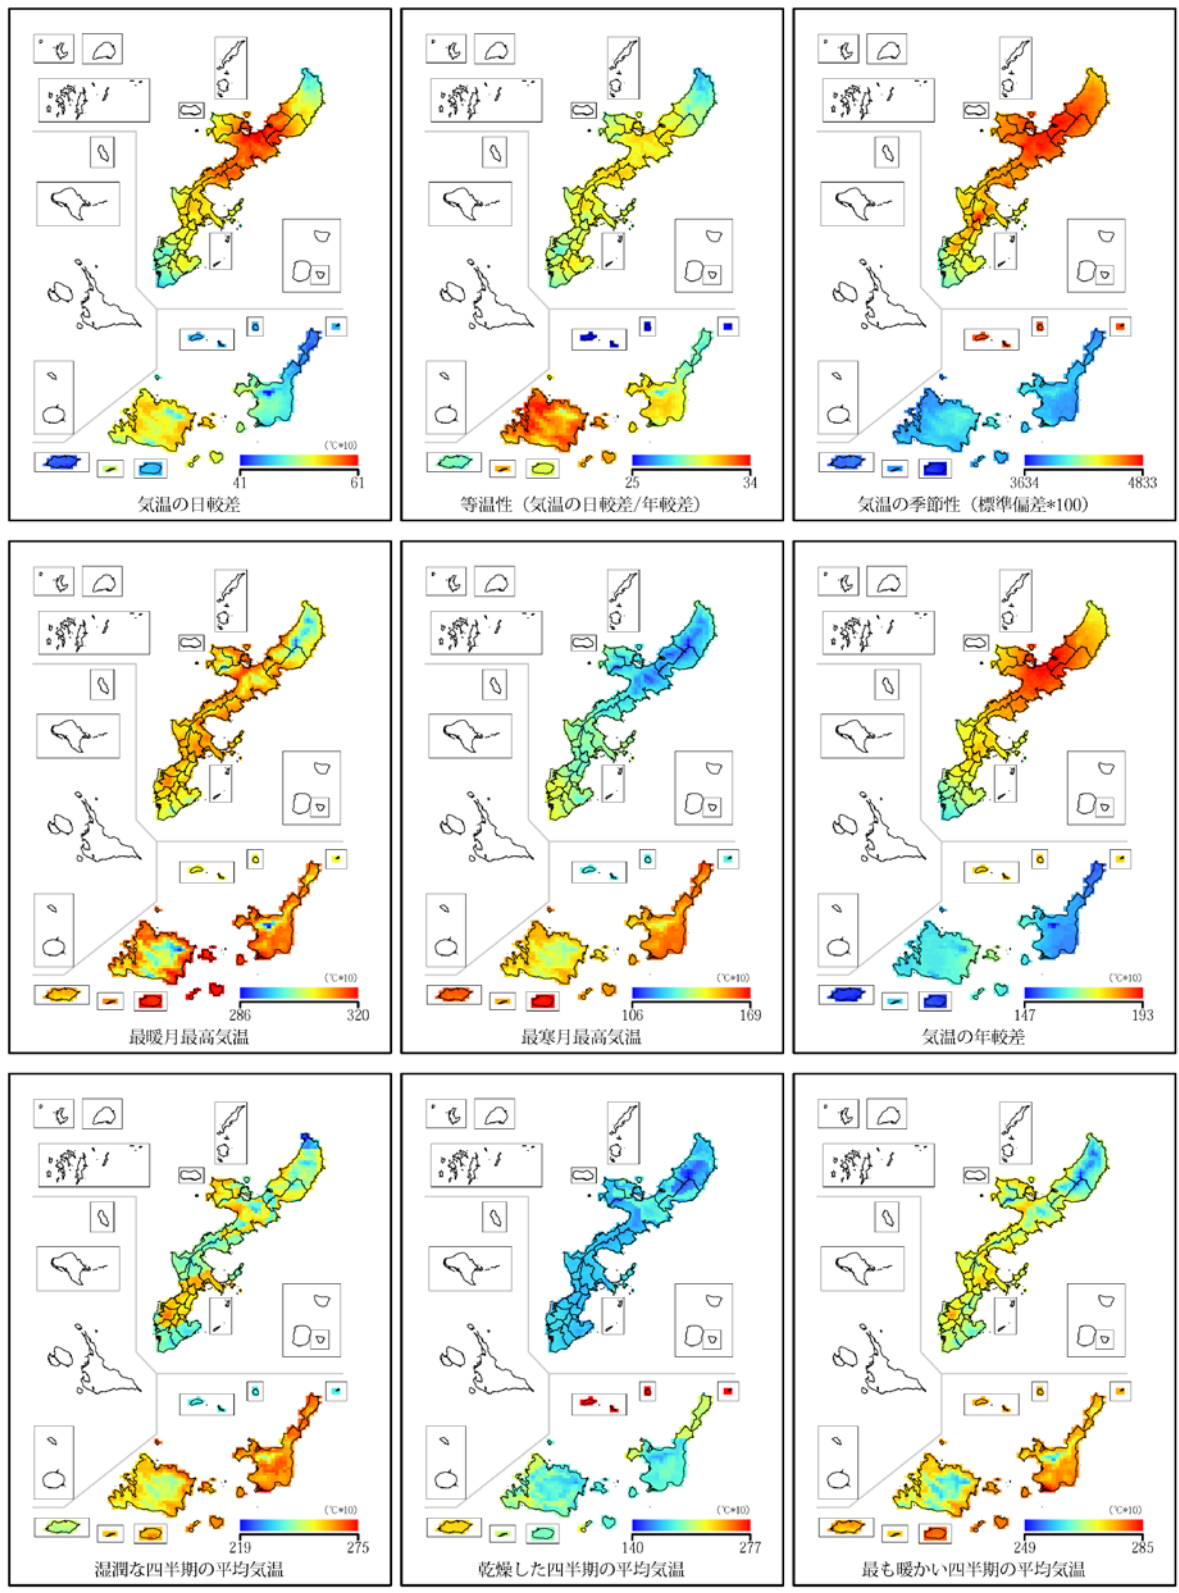 (℃*10)
41 61
気温の日較差
25 34
等温性（気温の日較差/年較差）
3634 4833
気温の季節性（標準偏差*100）
(℃*10)
286 320
最暖月最高気温
(℃*10)
106 169
最寒月最高気温
(℃*10)
147 193
気温の年較差
(℃*10)
219 275
湿潤な四半期の平均気温
(℃*10)
140 277
乾燥した四半期の平均気温
(℃*10)
249 285
最も暖かい四半期の平均気温